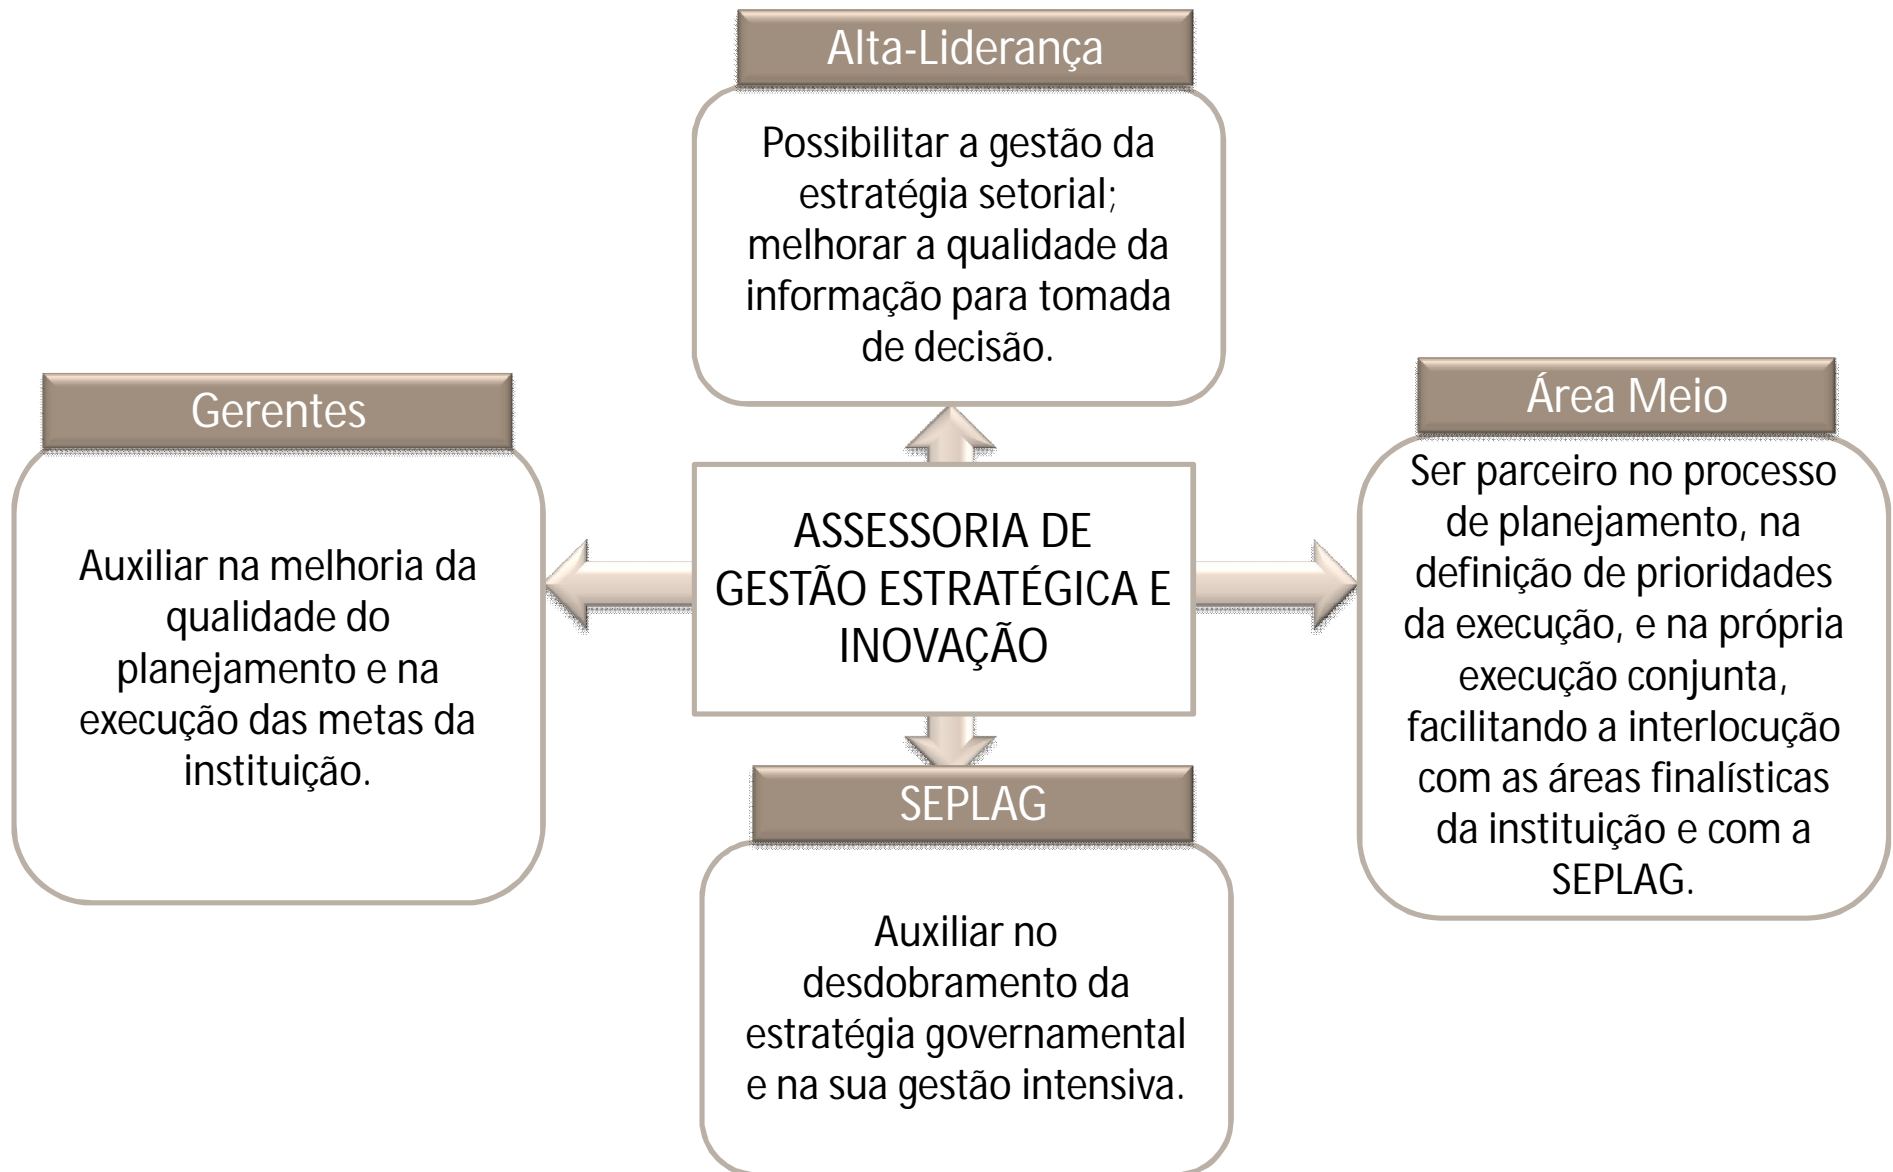 Alta-Liderança
Possibilitar a gestão da
estratégia setorial;
melhorar a qualidade da
informação para tomada
de decisão.
Gerentes
Auxiliar na melhoria da
qualidade do
planejamento e na
execução das metas da
instituição.
ASSESSORIA DE
GESTÃO ESTRATÉGICA E
INOVAÇÃO
Área Meio
Ser parceiro no processo
de planejamento, na
definição de prioridades
da execução, e na própria
execução conjunta,
facilitando a interlocução
com as áreas finalísticas
da instituição e com a
SEPLAG.
SEPLAG
Auxiliar no
desdobramento da
estratégia governamental
e na sua gestão intensiva.